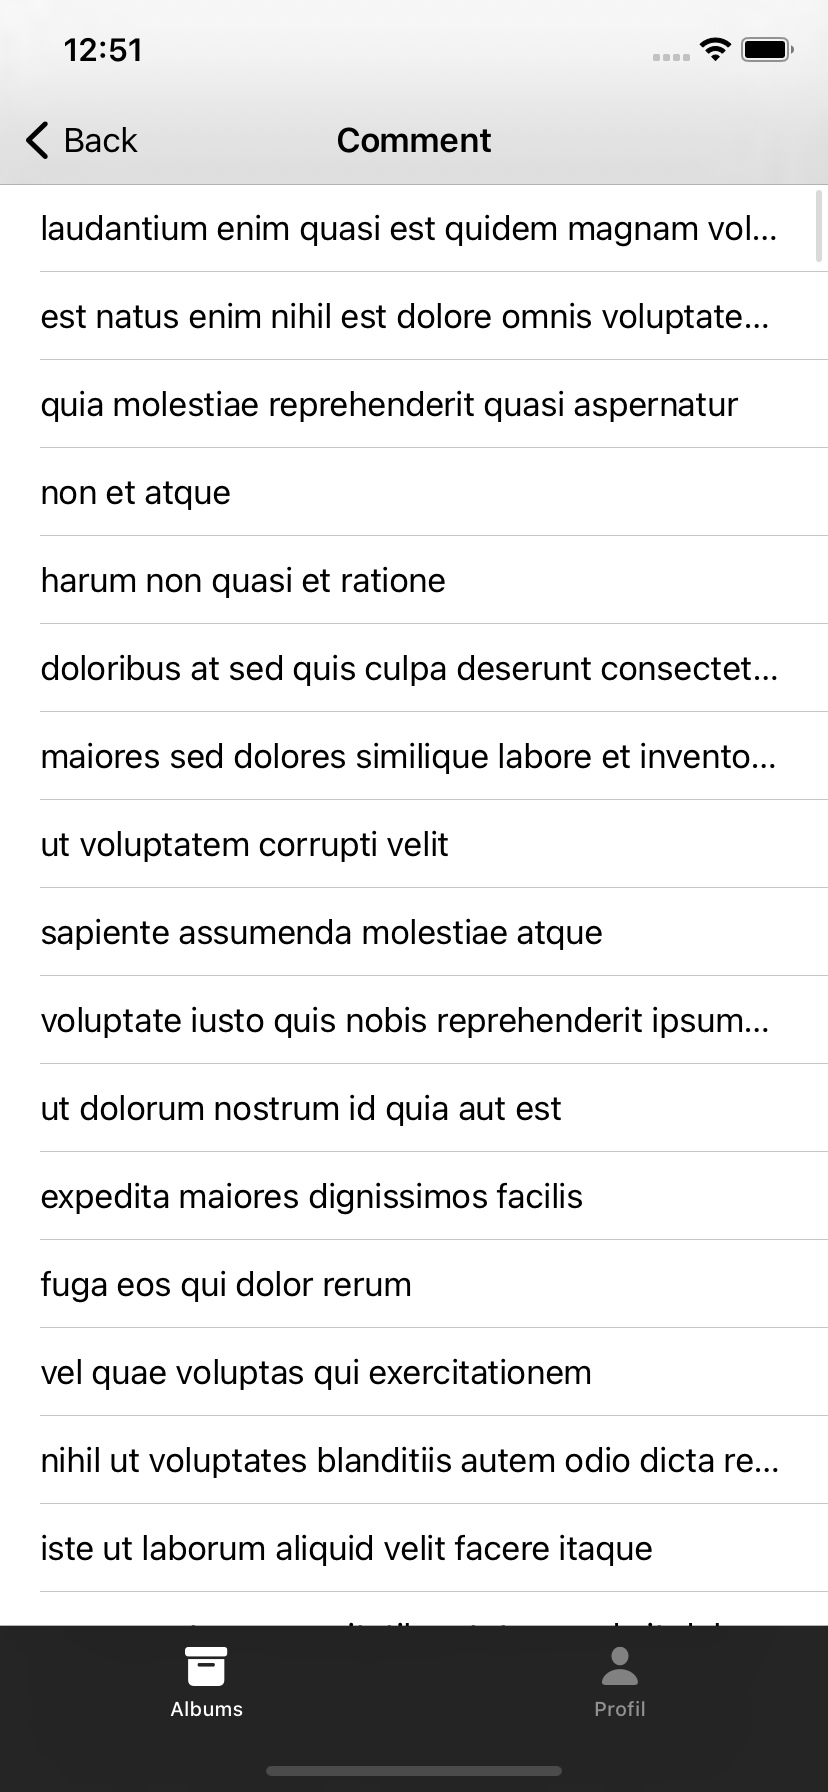 12:51
Back
Comment
laudantium enim quasi est quidem magnam vol...
est natus enim nihil est dolore omnis voluptate...
quia molestiae reprehenderit quasi aspernatur
non et atque
harum non quasi et ratione
doloribus at sed quis culpa deserunt consectet...
maiores sed dolores similique labore et invento...
ut voluptatem corrupti velit
sapiente assumenda molestiae atque
voluptate iusto quis nobis reprehenderit ipsum...
ut dolorum nostrum id quia aut est
expedita maiores dignissimos facilis
fuga eos qui dolor rerum
vel quae voluptas qui exercitationem
nihil ut voluptates blanditiis autem odio dicta re...
iste ut laborum aliquid velit facere itaque
Albums
Profil